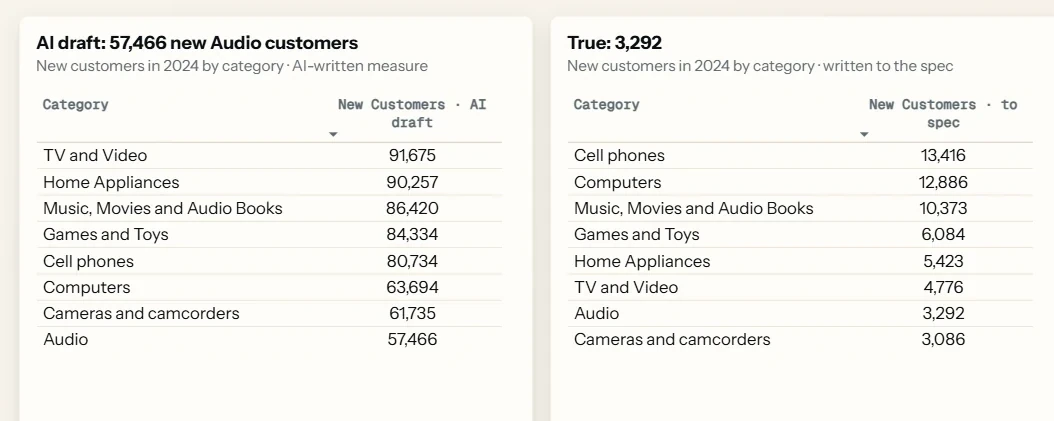 AI draft: 57,466 new Audio customers
New customers in 2024 by category · AI-written measure
Category New Customers · AI draft
TV and Video 91,675
Home Appliances 90,257
Music, Movies and Audio Books 86,420
Games and Toys 84,334
Cell phones 80,734
Computers 63,694
Cameras and camcorders 61,735
Audio 57,466
True: 3,292
New customers in 2024 by category · written to the spec
Category New Customers · to spec
Cell phones 13,416
Computers 12,886
Music, Movies and Audio Books 10,373
Games and Toys 6,084
Home Appliances 5,423
TV and Video 4,776
Audio 3,292
Cameras and camcorders 3,086